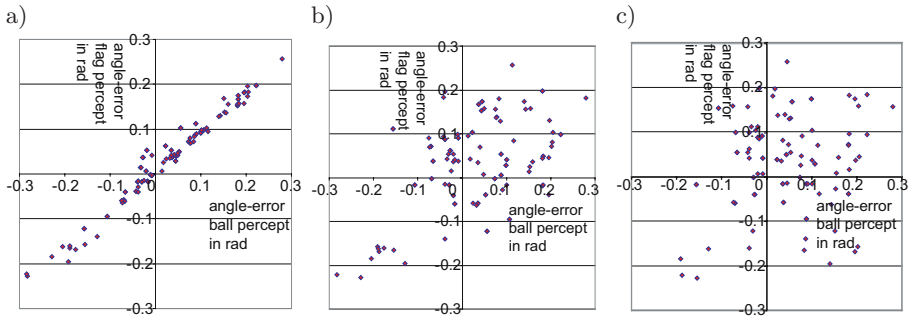 a)
angle-error
flag percept
in rad
0.3
0.2
0.1
0
-0.1
-0.2
-0.3
-0.3 -0.2 -0.1 0 0.1 0.2 0.3
angle-error
ball percept
in rad
b)
angle-error
flag percept
in rad
0.3
0.2
0.1
0
-0.1
-0.2
-0.3
-0.3 -0.2 -0.1 0 0.1 0.2 0.3
angle-error
ball percept
in rad
c)
angle-error
flag percept
in rad
0.3
0.2
0.1
0
-0.1
-0.2
-0.3
-0.3 -0.2 -0.1 0 0.1 0.2 0.3
angle-error
ball percept
in rad